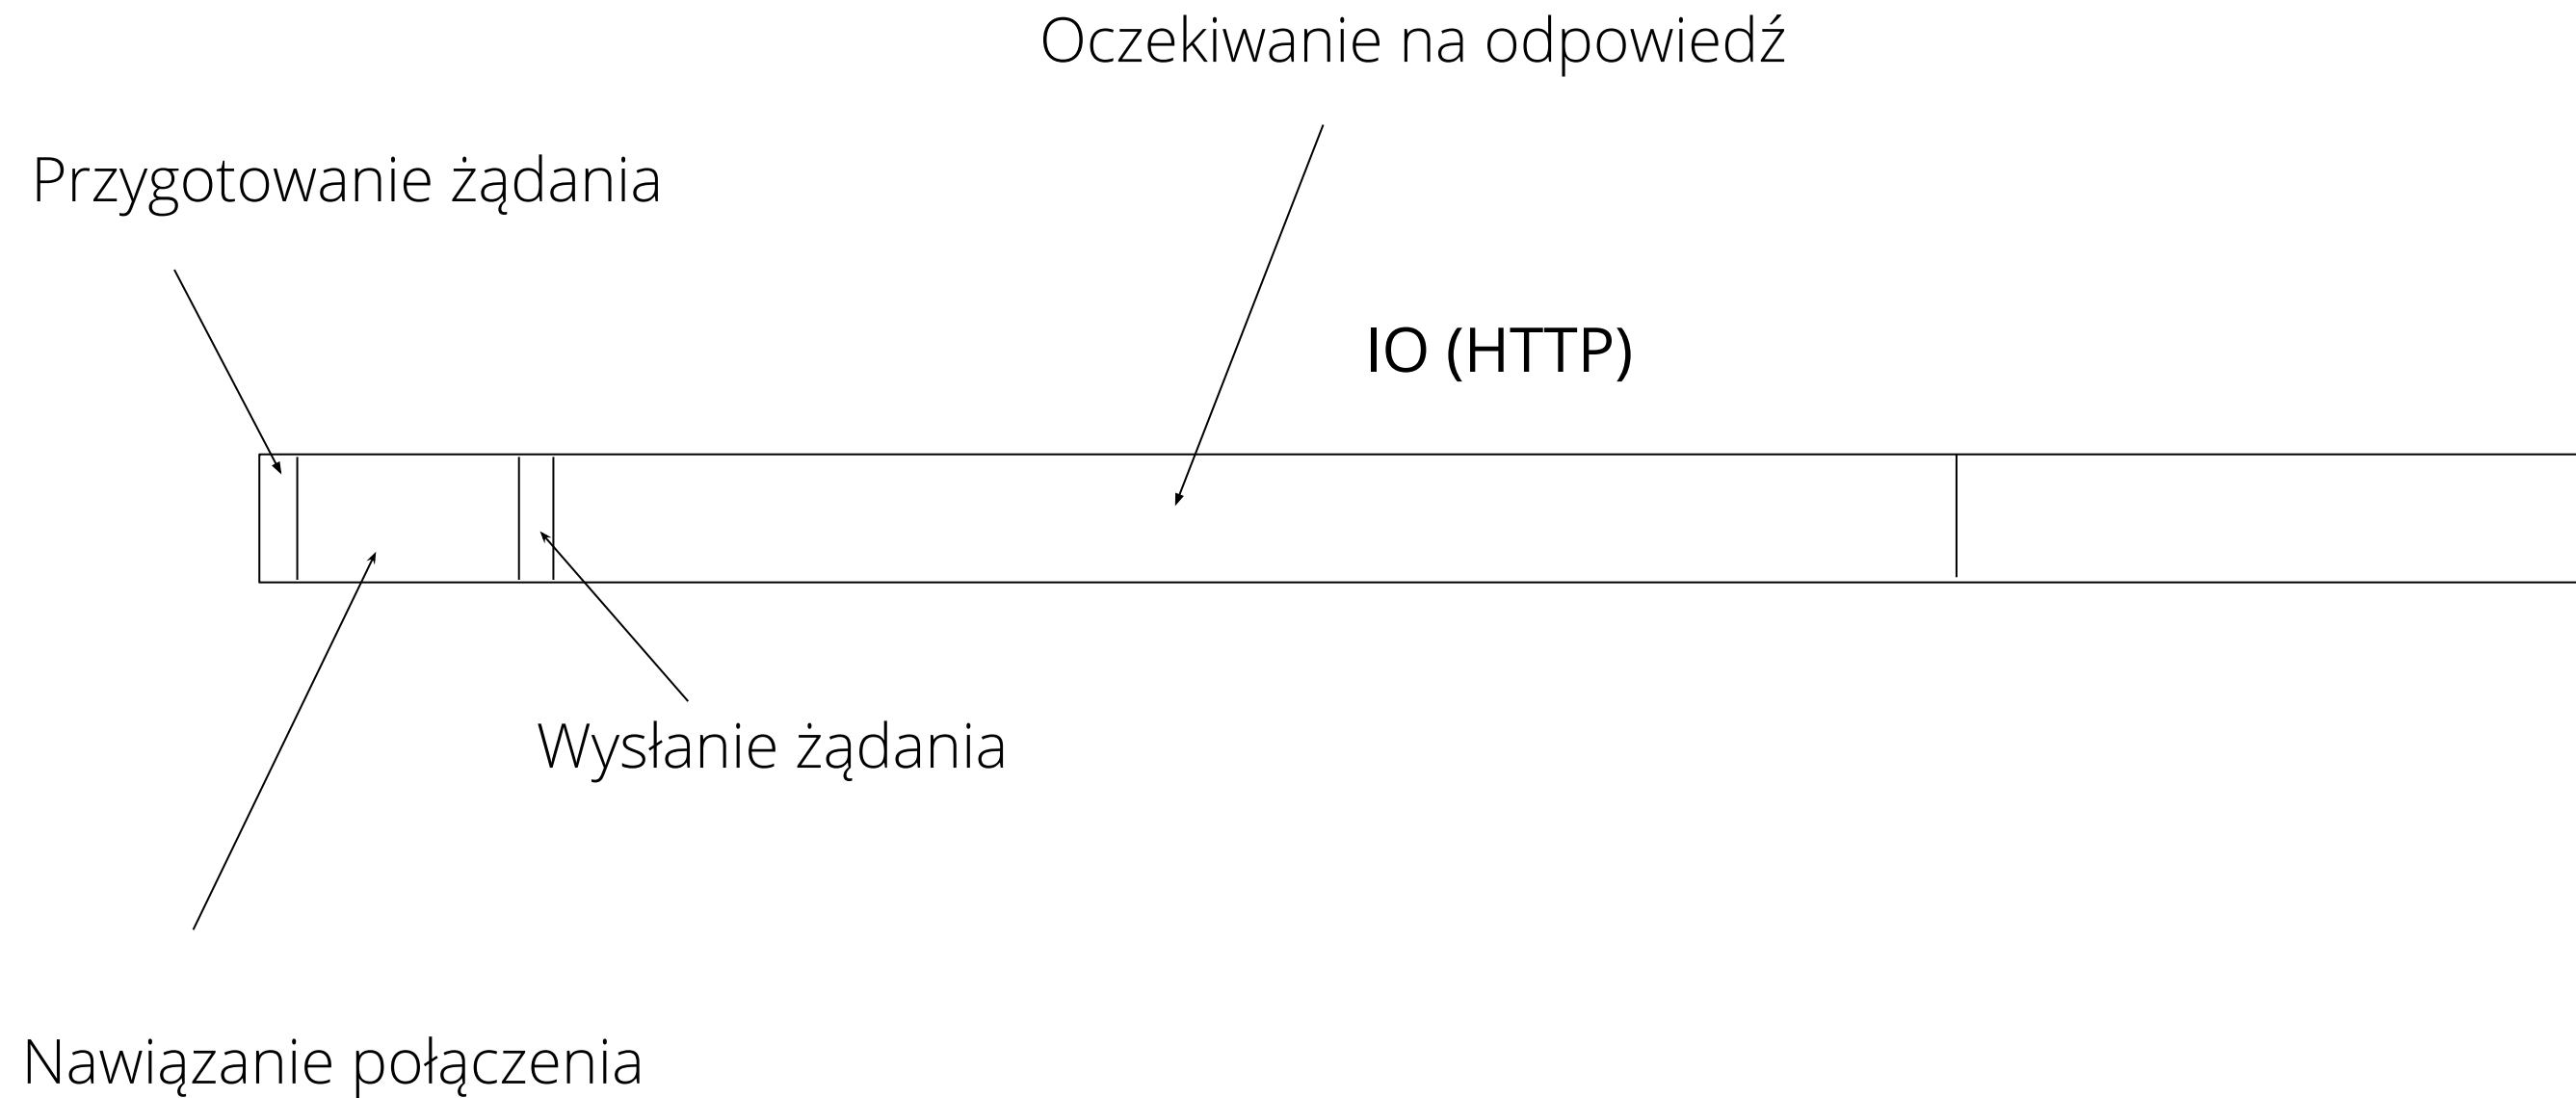 Oczekiwanie na odpowiedź
Przygotowanie żądania
IO (HTTP)
Wysłanie żądania
Nawiązanie połączenia